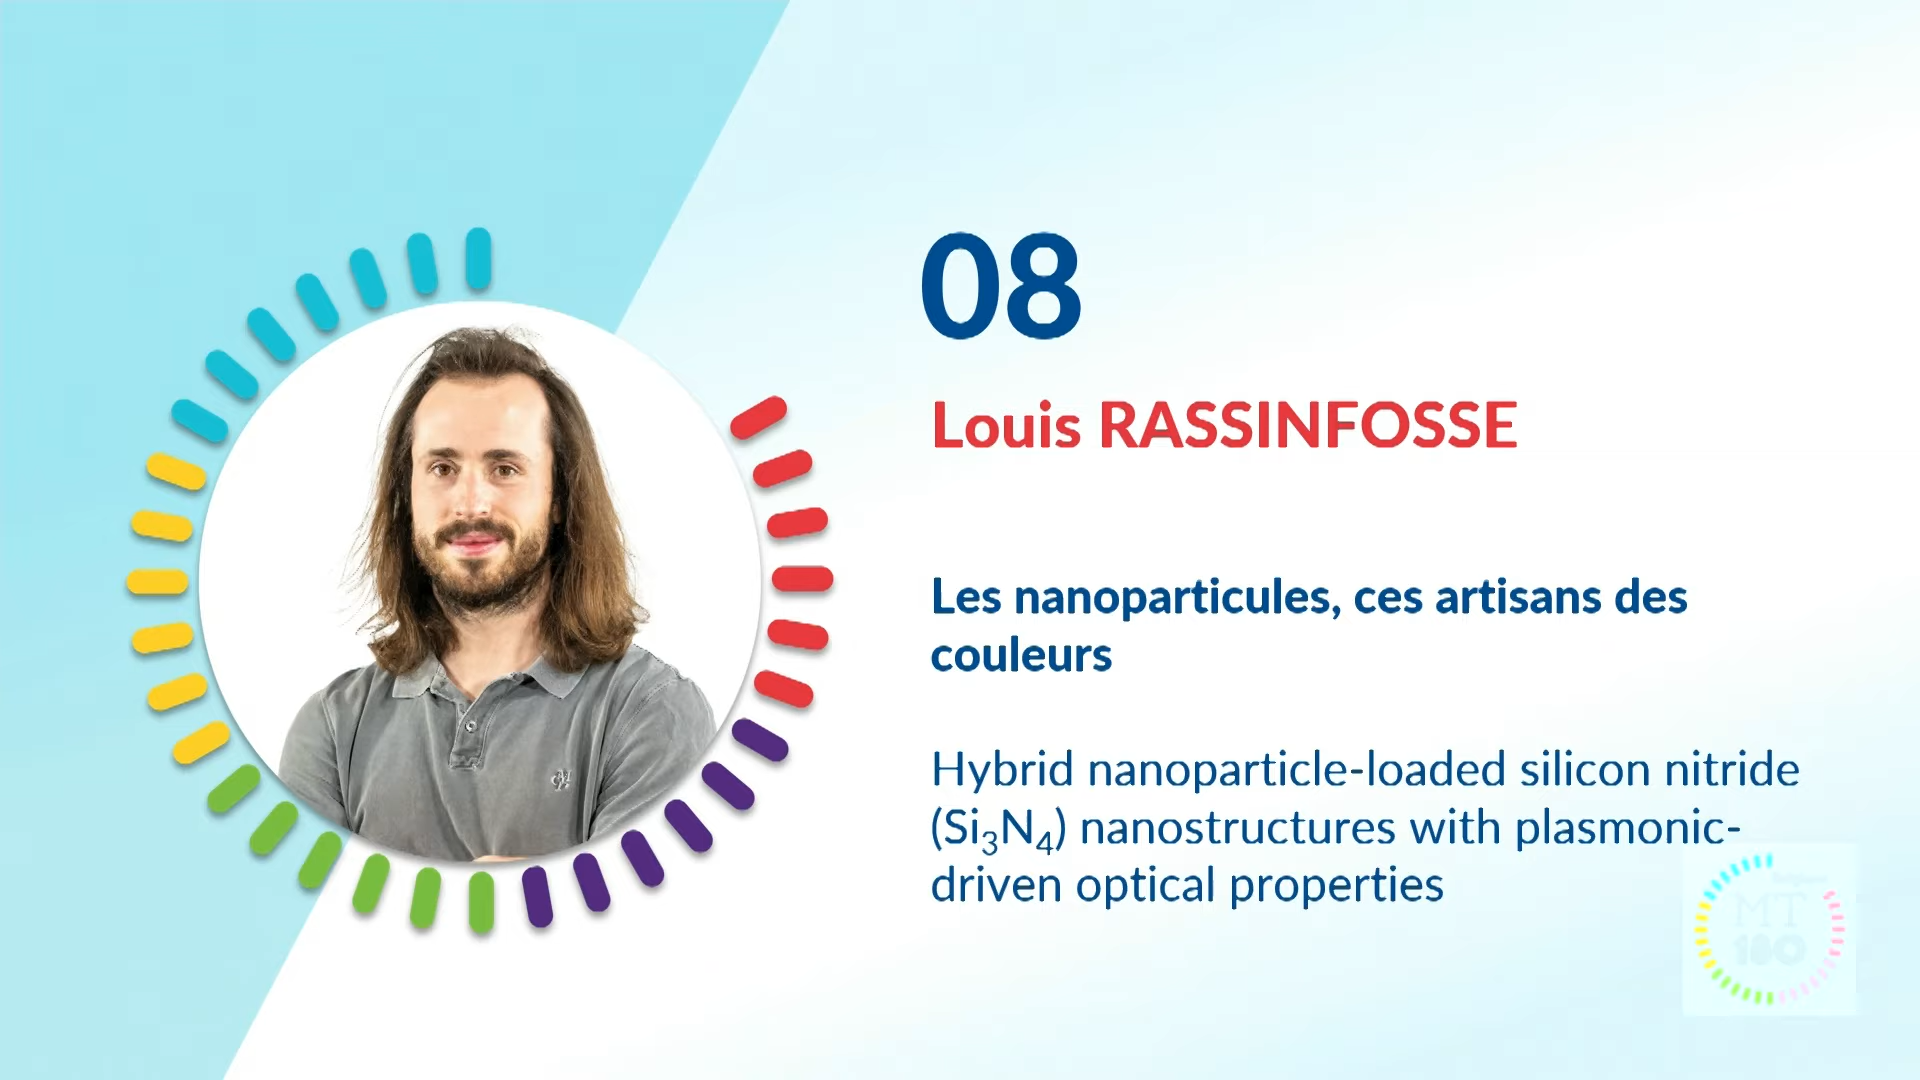 08
Louis RASSINFOSSE
Les nanoparticules, ces artisans des
couleurs
Hybrid nanoparticle-loaded silicon nitride
(Si₃N₄) nanostructures with plasmonic-
driven optical properties
MT
180